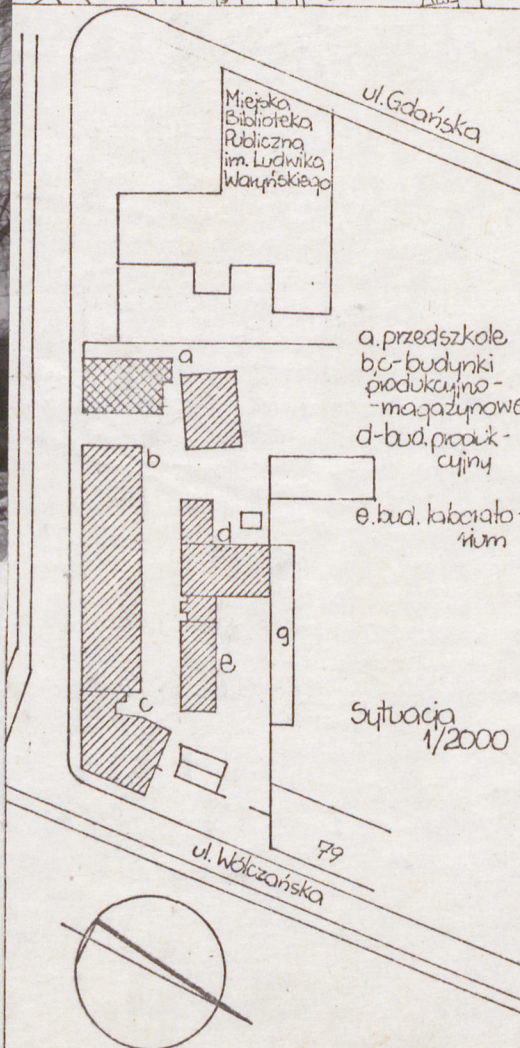 ul. Gdańska
Miejska
Biblioteka
Publiczna
im. Ludwika
Waryńskiego
a. przedszkole
b,c-budynki
produkcyjno-
-magazynowe
d-bud. produk-
cyjny
e. bud. laborato-
rium
a
b
d
g
e
c
Sytuacja
1/2000
79
ul. Wólczańska